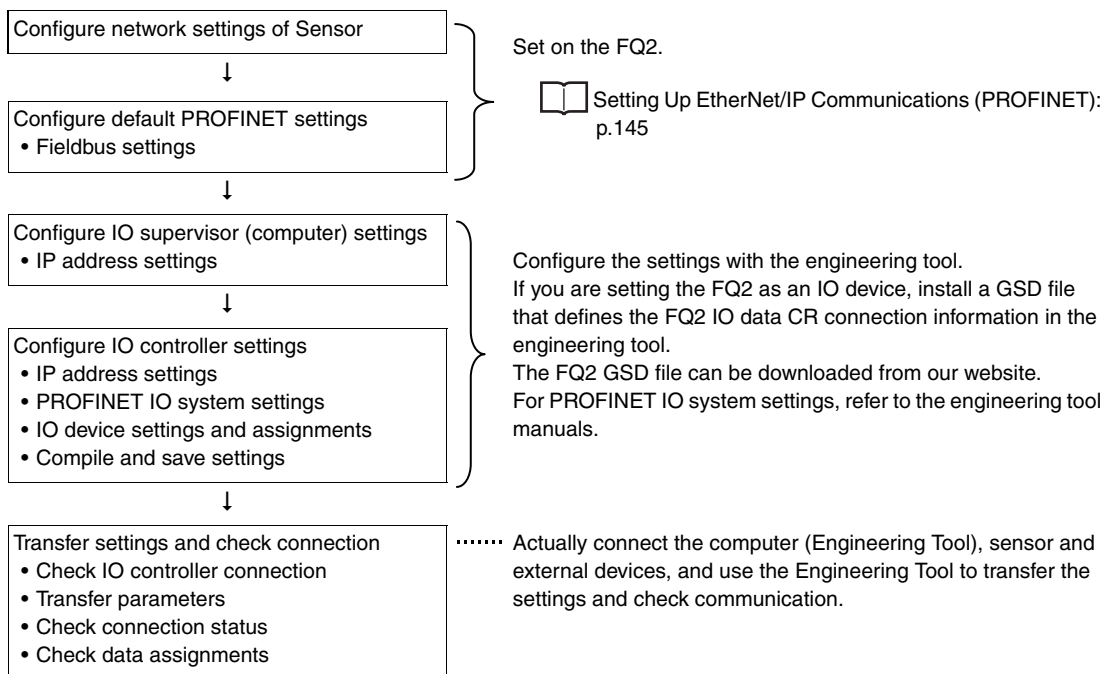 Configure network settings of Sensor
Set on the FQ2.
Setting Up EtherNet/IP Communications (PROFINET):
p.145
Configure default PROFINET settings
• Fieldbus settings
Configure IO supervisor (computer) settings
• IP address settings
Configure IO controller settings
• IP address settings
• PROFINET IO system settings
• IO device settings and assignments
• Compile and save settings
Configure the settings with the engineering tool.
If you are setting the FQ2 as an IO device, install a GSD file
that defines the FQ2 IO data CR connection information in the
engineering tool.
The FQ2 GSD file can be downloaded from our website.
For PROFINET IO system settings, refer to the engineering tool
manuals.
Transfer settings and check connection
• Check IO controller connection
• Transfer parameters
• Check connection status
• Check data assignments
Actually connect the computer (Engineering Tool), sensor and
external devices, and use the Engineering Tool to transfer the
settings and check communication.